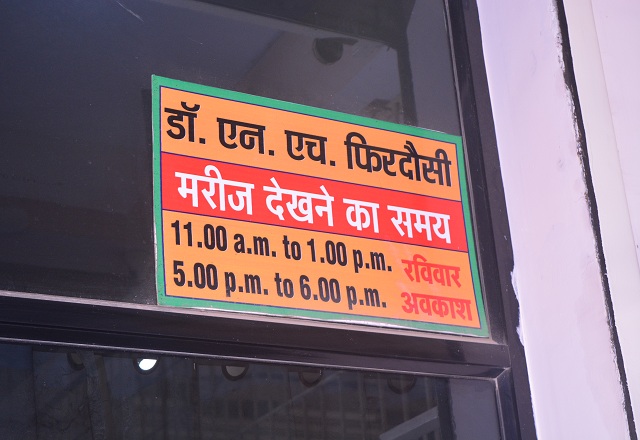 डॉ. एन. एच. फिरदौसी
मरीज देखने का समय
11.00 a.m. to 1.00 p.m.
5.00 p.m. to 6.00 p.m.
रविवार
अवकाश